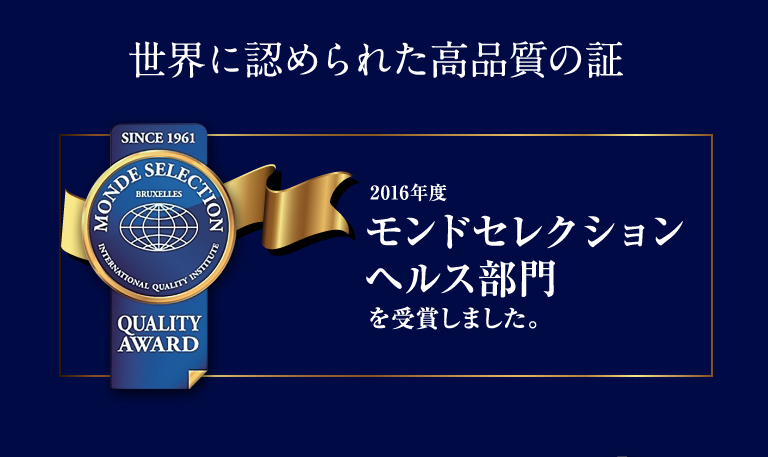 世界に認められた高品質の証
SINCE 1961
MONDE SELECTION
BRUXELLES
INTERNATIONAL QUALITY INSTITUTE
QUALITY
AWARD
2016年度
モンドセレクション
ヘルス部門
を受賞しました。